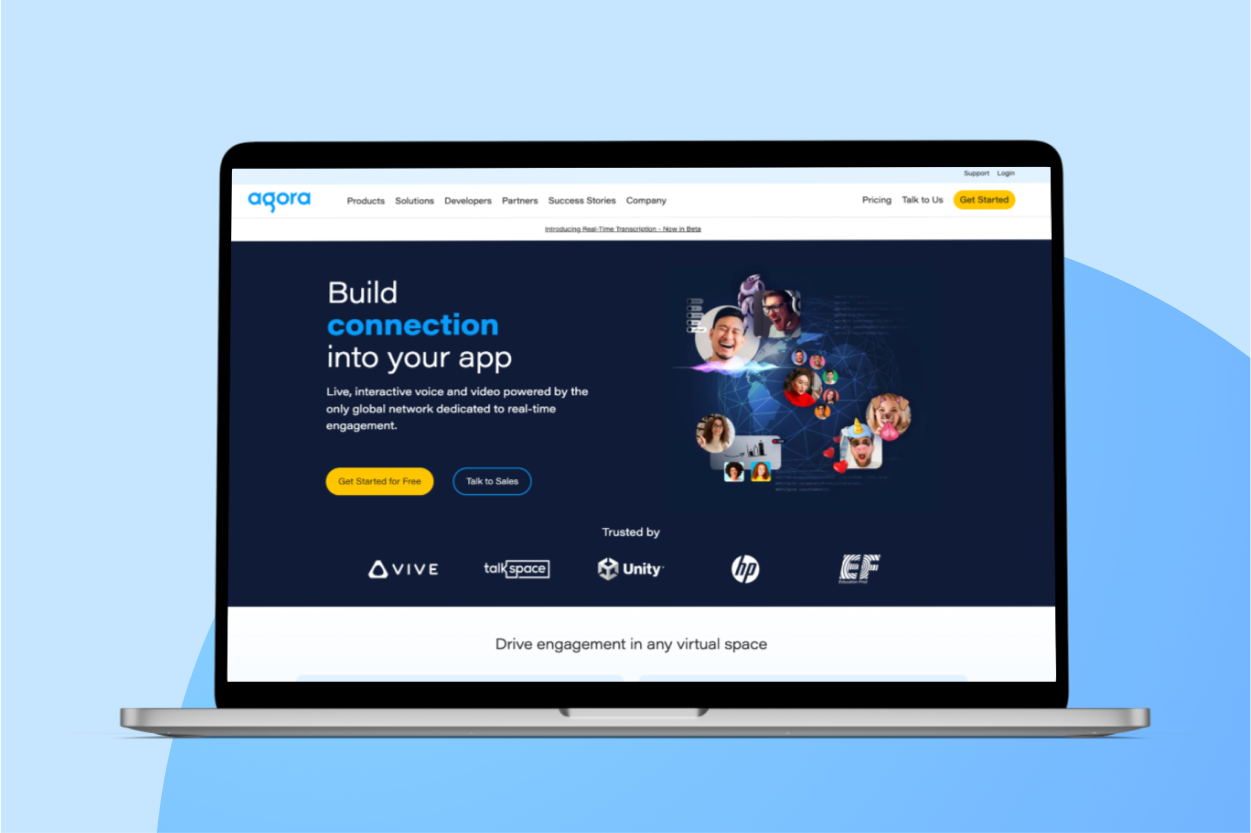 Support Login
agora Products Solutions Developers Partners Success Stories Company Pricing Talk to Us Get Started
Introducing Real-Time Transcription - Now in Beta
Build
connection
into your app
Live, interactive voice and video powered by the
only global network dedicated to real-time
engagement.
Get Started for Free Talk to Sales
Trusted by
VIVE talkspace Unity hp EF
Education First
Drive engagement in any virtual space